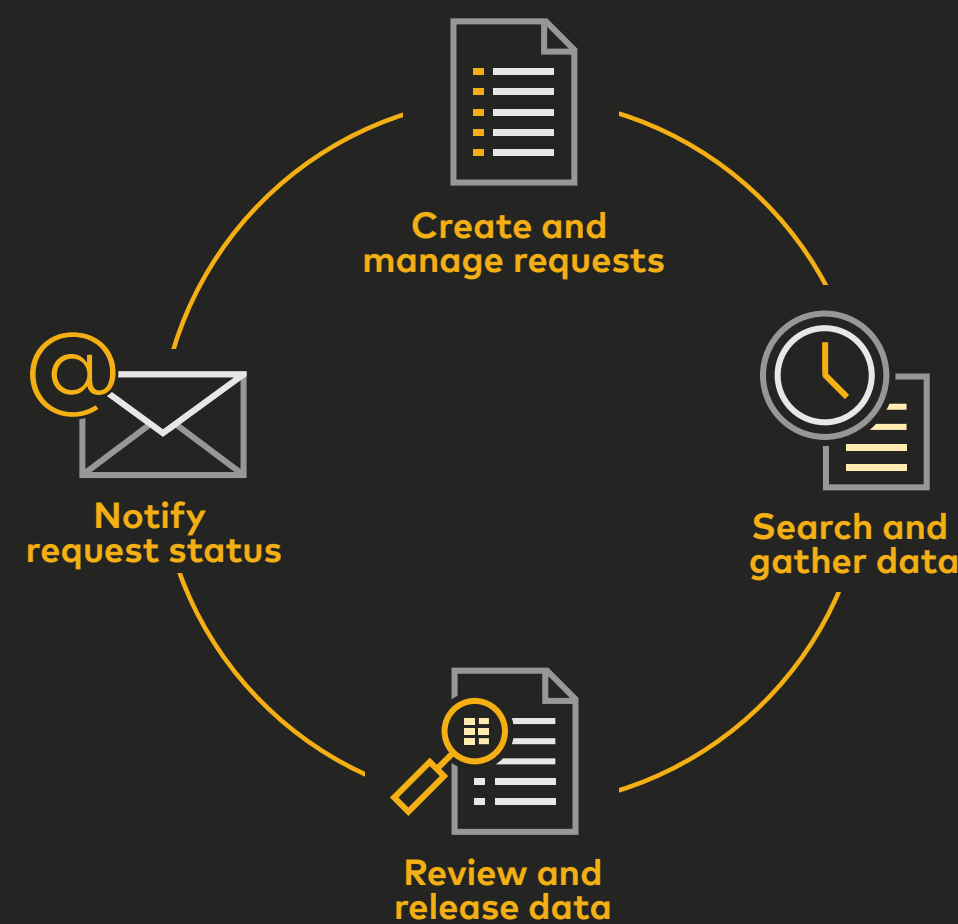 Create and
manage requests
Search and
gather data
Review and
release data
Notify
request status
@